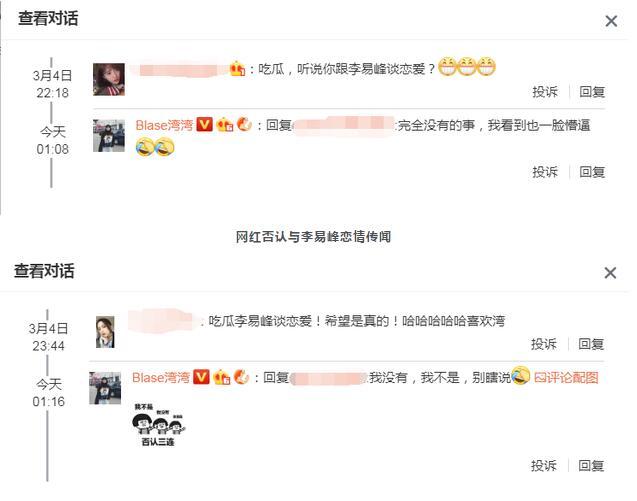 查看对话
×
3月4日
22:18
：吃瓜，听说你跟李易峰谈恋爱？
投诉 回复
今天
01:08
Blase湾湾 V ：回复 :完全没有的事，我看到也一脸懵逼
投诉 回复
网红否认与李易峰恋情传闻
查看对话
×
3月4日
23:44
：吃瓜李易峰谈恋爱！希望是真的！哈哈哈哈哈喜欢湾
投诉 回复
今天
01:16
Blase湾湾 V ：回复 :我没有，我不是，别瞎说 评论配图
我不是
我没有
否认三连
投诉 回复